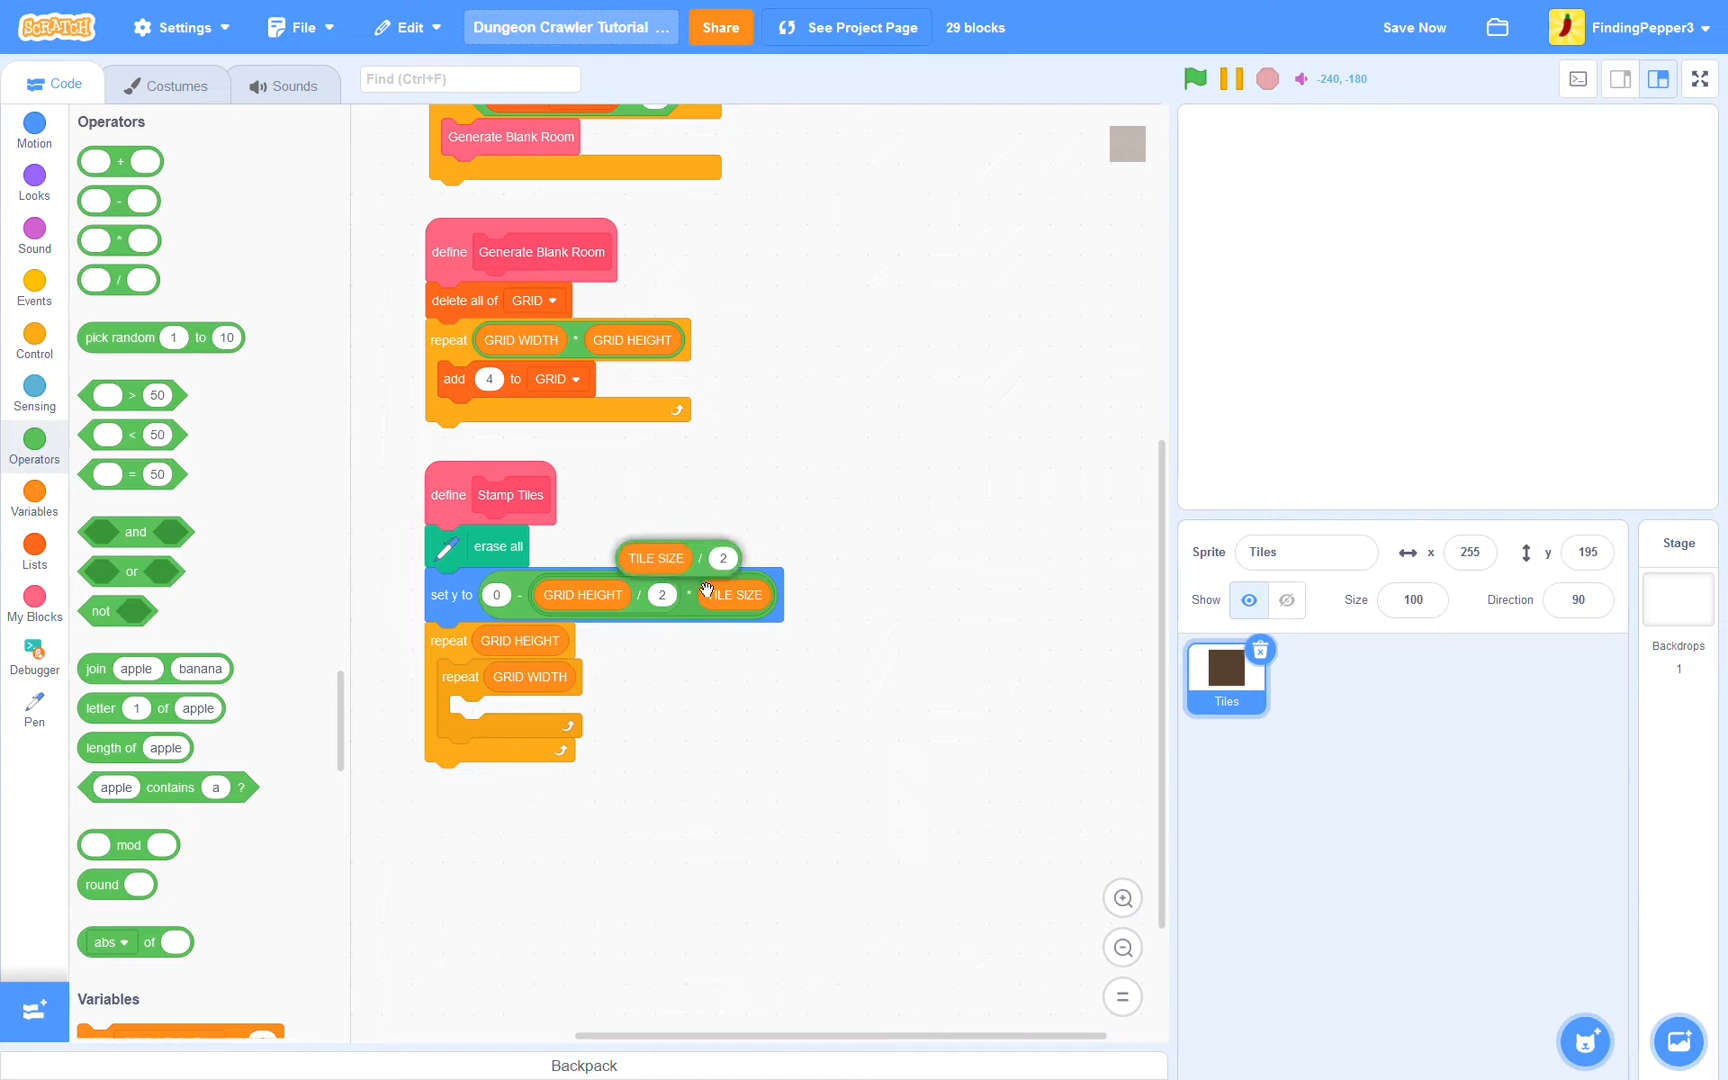 SCRATCH Settings File Edit Dungeon Crawler Tutorial ... Share See Project Page 29 blocks Save Now FindingPepper3
Code Costumes Sounds Find (Ctrl+F) -240, -180
Motion
Looks
Sound
Events
Control
Sensing
Operators
Variables
Lists
My Blocks
Debugger
Pen
Operators
+
-
*
/
pick random 1 to 10
> 50
< 50
= 50
and
or
not
join apple banana
letter 1 of apple
length of apple
apple contains a ?
mod
round
abs of
Variables
Generate Blank Room
define Generate Blank Room
delete all of GRID
repeat GRID WIDTH * GRID HEIGHT
add 4 to GRID
define Stamp Tiles
erase all
TILE SIZE / 2
set y to 0 - GRID HEIGHT / 2 * TILE SIZE
repeat GRID HEIGHT
repeat GRID WIDTH
=
Backpack
Sprite Tiles x 255 y 195
Show Size 100 Direction 90
Tiles
Stage
Backdrops
1